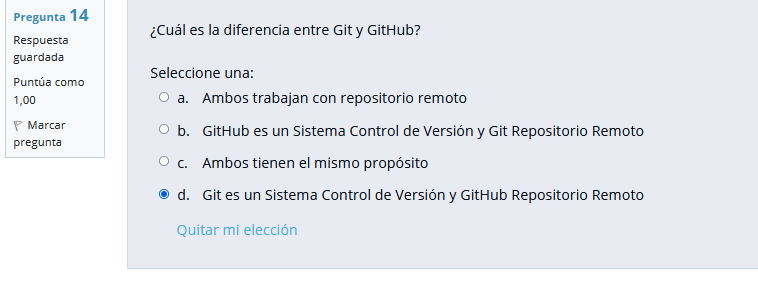 Pregunta 14
Respuesta
guardada
Puntúa como
1,00
Marcar
pregunta
¿Cuál es la diferencia entre Git y GitHub?
Seleccione una:
a. Ambos trabajan con repositorio remoto
b. GitHub es un Sistema Control de Versión y Git Repositorio Remoto
c. Ambos tienen el mismo propósito
d. Git es un Sistema Control de Versión y GitHub Repositorio Remoto
Quitar mi elección